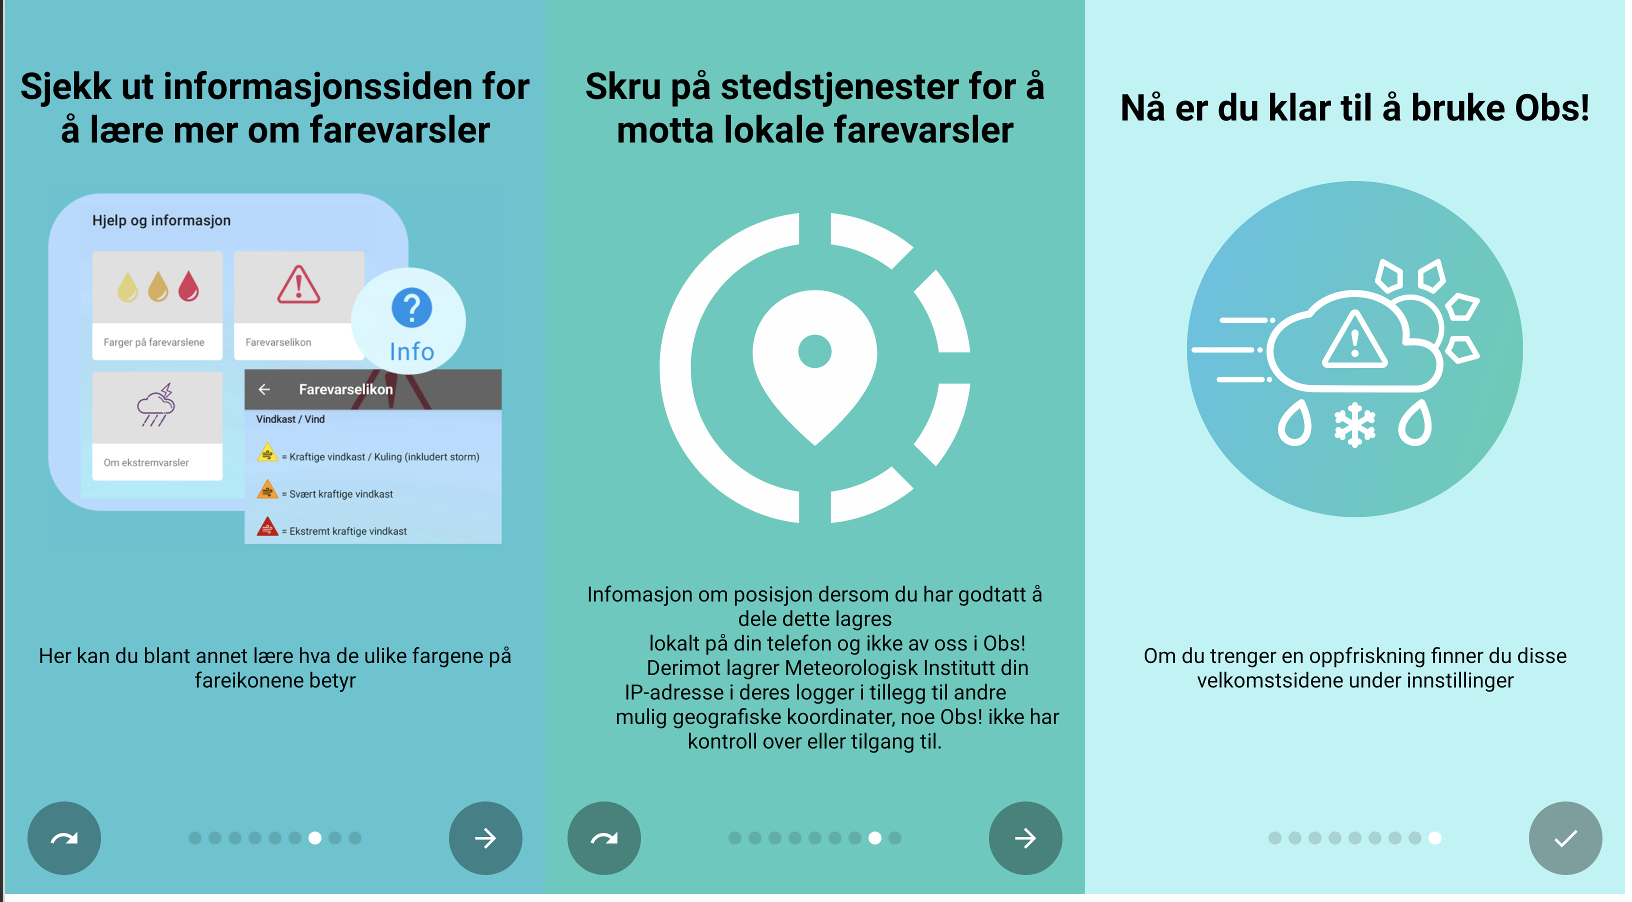 Sjekk ut informasjonssiden for
å lære mer om farevarsler
Hjelp og informasjon
Farger på farevarslene
Farevarselikon
?
Info
Om ekstremvarsler
Farevarselikon
Vindkast / Vind
= Kraftige vindkast / Kuling (inkludert storm)
= Svært kraftige vindkast
= Ekstremt kraftige vindkast
Her kan du blant annet lære hva de ulike fargene på
fareikonene betyr
Skru på stedstjenester for å
motta lokale farevarsler
Infomasjon om posisjon dersom du har godtatt å
dele dette lagres
lokalt på din telefon og ikke av oss i Obs!
Derimot lagrer Meteorologisk Institutt din
IP-adresse i deres logger i tillegg til andre
mulig geografiske koordinater, noe Obs! ikke har
kontroll over eller tilgang til.
Nå er du klar til å bruke Obs!
Om du trenger en oppfriskning finner du disse
velkomstsidene under innstillinger